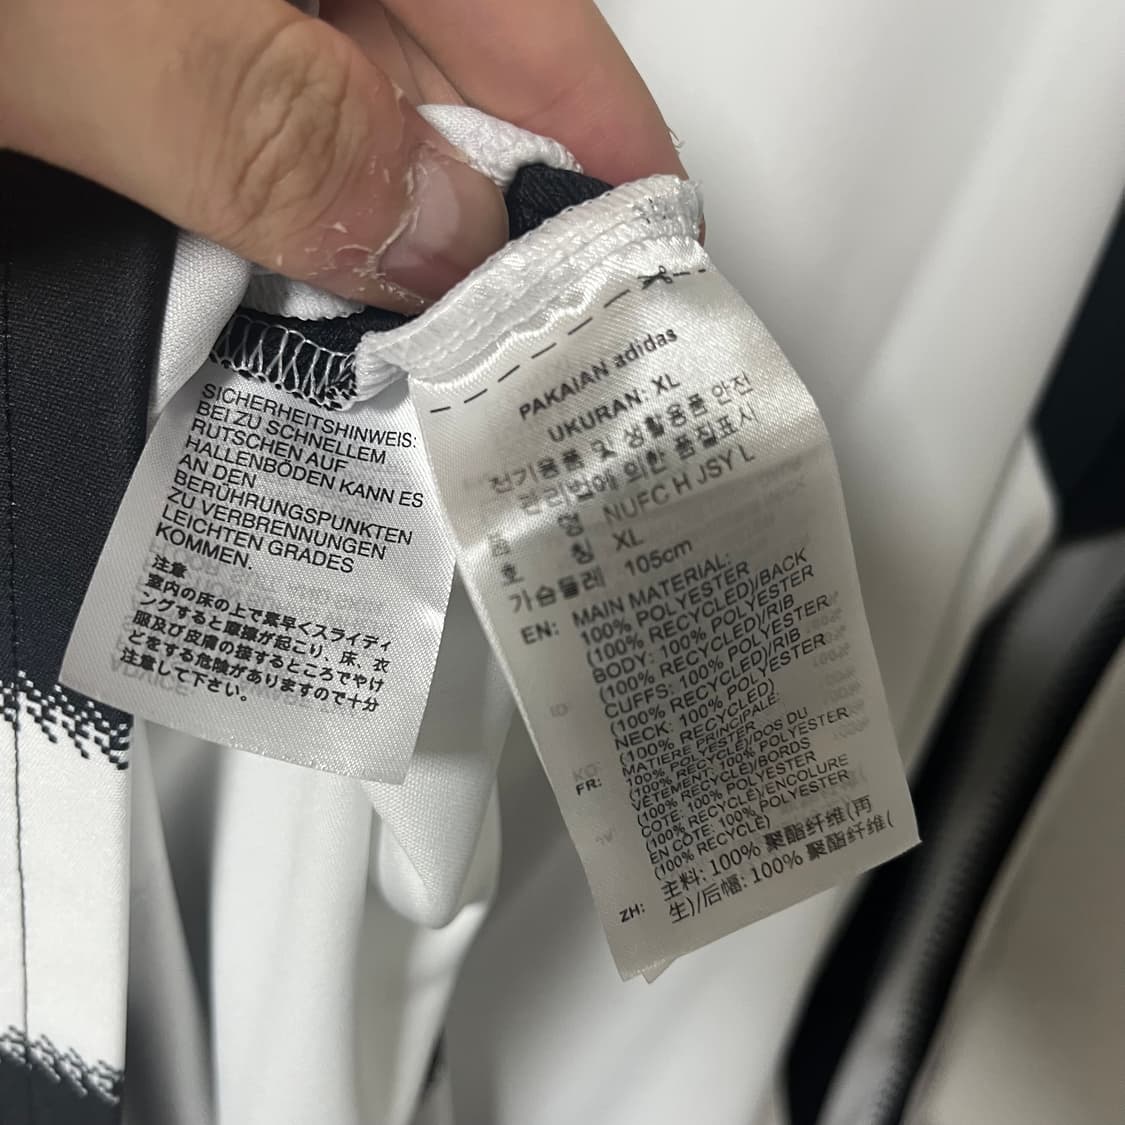 SICHERHEITSHINWEIS:
BEI ZU SCHNELLEM
RUTSCHEN AUF
HALLENBÖDEN KANN ES
AN DEN
BERÜHRUNGSPUNKTEN
ZU VERBRENNUNGEN
LEICHTEN GRADES
KOMMEN.
注意
室内の床の上で素早くスライディ
ングすると摩擦が起こり、床、衣
服及び皮膚の接するところでやけ
どをする危険がありますので十分
注意して下さい。
PAKAIAN adidas
UKURAN: XL
전기용품 및 생활용품 안전
관리법에 의한 품질표시
품 명 NUFC H JSY L
호 칭 XL
가슴둘레 105cm
EN: MAIN MATERIAL:
100% POLYESTER
(100% RECYCLED)/BACK
BODY: 100% POLYESTER
(100% RECYCLED)/RIB
CUFFS: 100% POLYESTER
(100% RECYCLED)/RIB
NECK: 100% POLYESTER
(100% RECYCLED)
FR: MATIÈRE PRINCIPALE:
100% POLYESTER
(100% RECYCLÉ)/DOS DU
VÊTEMENT: 100% POLYESTER
(100% RECYCLÉ)/BORDS
CÔTE: 100% POLYESTER
(100% RECYCLÉ)/ENCOLURE
EN CÔTE: 100% POLYESTER
(100% RECYCLÉ)
ZH: 主料: 100% 聚酯纤维(再
生)/后幅: 100% 聚酯纤维(